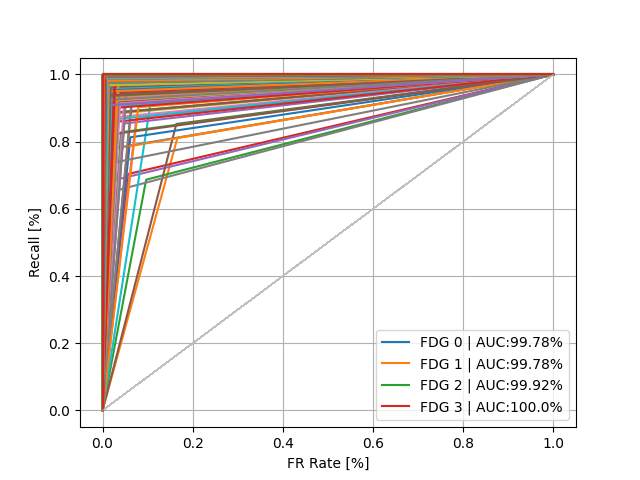 1.0
0.8
0.6
0.4
0.2
0.0
Recall [%]
0.0 0.2 0.4 0.6 0.8 1.0
FR Rate [%]
FDG 0 | AUC:99.78%
FDG 1 | AUC:99.78%
FDG 2 | AUC:99.92%
FDG 3 | AUC:100.0%